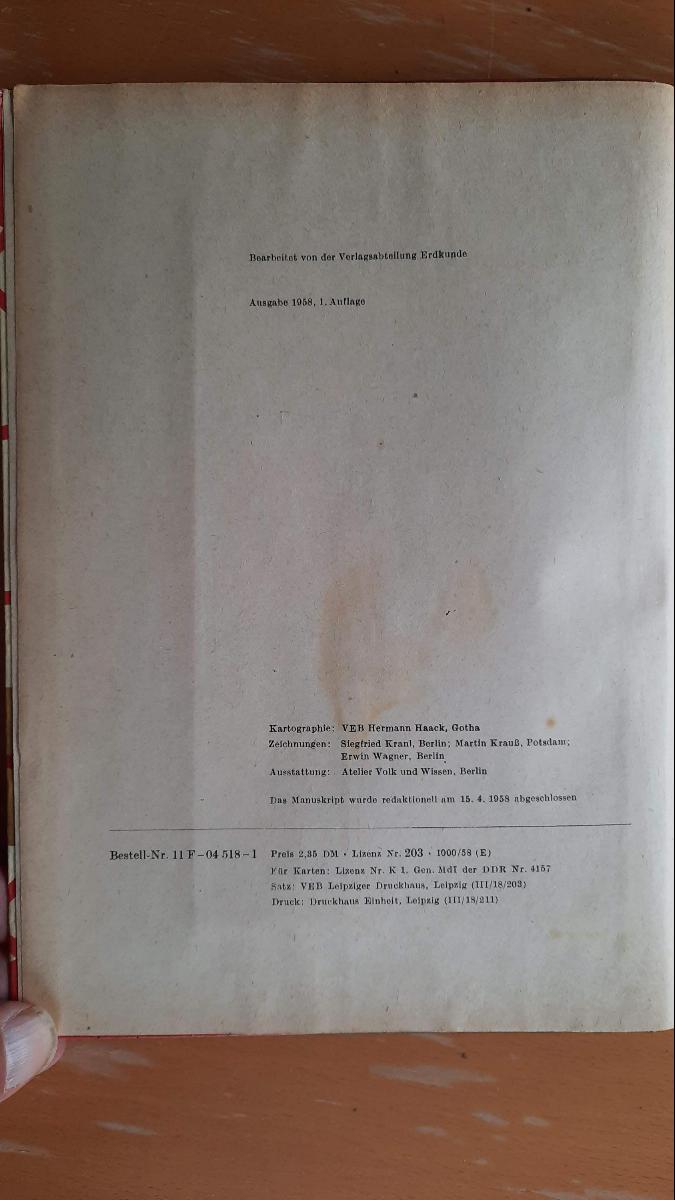 Bearbeitet von der Verlagsabteilung Erdkunde
Ausgabe 1958, 1. Auflage
Kartographie: VEB Hermann Haack, Gotha
Zeichnungen: Siegfried Kranl, Berlin; Martin Krauß, Potsdam;
Erwin Wagner, Berlin
Ausstattung: Atelier Volk und Wissen, Berlin
Das Manuskript wurde redaktionell am 15. 4. 1958 abgeschlossen
Bestell-Nr. 11 F–04 518–1 Preis 2,35 DM · Lizenz Nr. 203 · 1000/58 (E)
Für Karten: Lizenz Nr. K 1. Gen. MdI der DDR Nr. 4157
Satz: VEB Leipziger Druckhaus, Leipzig (III/18/203)
Druck: Druckhaus Einheit, Leipzig (III/18/211)